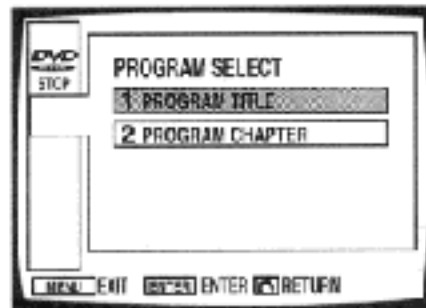 DVD
STOP
PROGRAM SELECT
1 PROGRAM TITLE
2 PROGRAM CHAPTER
MENU EXIT ENTER ENTER RETURN